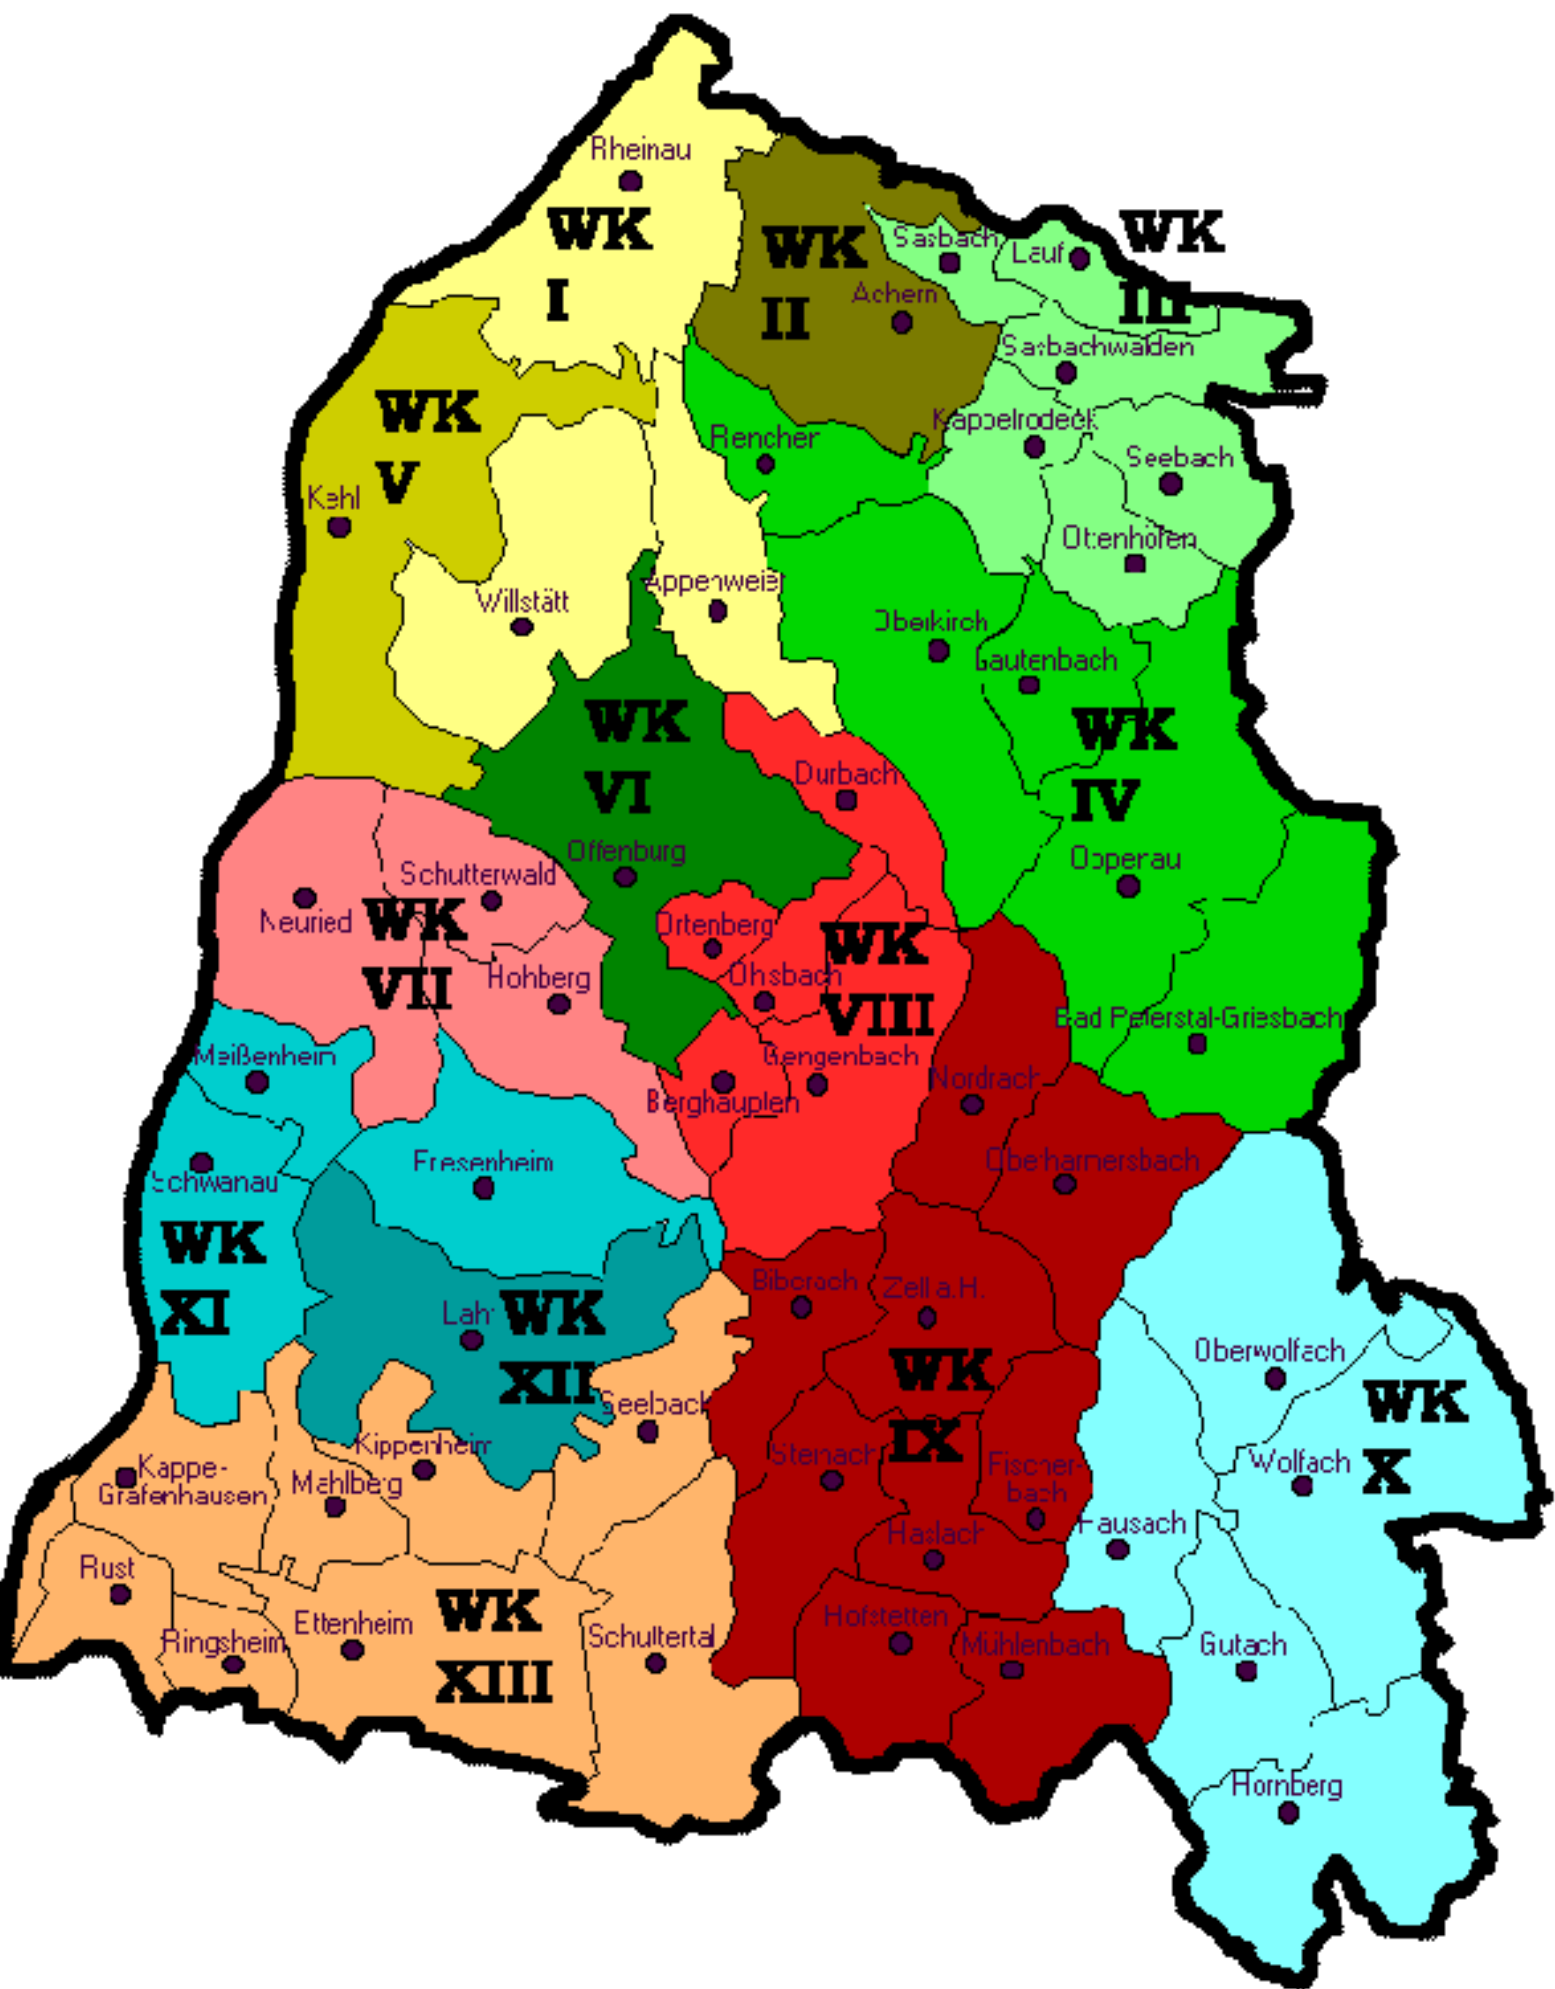 Rheinau
WK
I
WK
II
Sasbach
Lauf
WK
III
Achern
Sasbachwalden
WK
V
Kappelrodeck
Renchen
Seebach
Kehl
Ottenhöfen
Willstätt
Appenweie
Oberkirch
Lautenbach
WK
VI
WK
IV
Durbach
Offenburg
Oppenau
Schutterwald
Neuried
WK
VII
Ortenberg
WK
VIII
Hohberg
Ohlsbach
Bad Peterstal-Griesbach
Meißenheim
Gengenbach
Nordrach
Berghaupten
Friesenheim
Oberharmersbach
Schwanau
WK
XI
Biberach
Zell a.H.
Lahr
WK
XII
Oberwolfach
WK
IX
WK
X
Seelbach
Kippenheim
Steinach
Fischer-
bach
Wolfach
Kappel-
Grafenhausen
Mahlberg
Haslach
Hausach
Rust
WK
XIII
Ettenheim
Hofstetten
Ringsheim
Schuttertal
Mühlenbach
Gutach
Hornberg